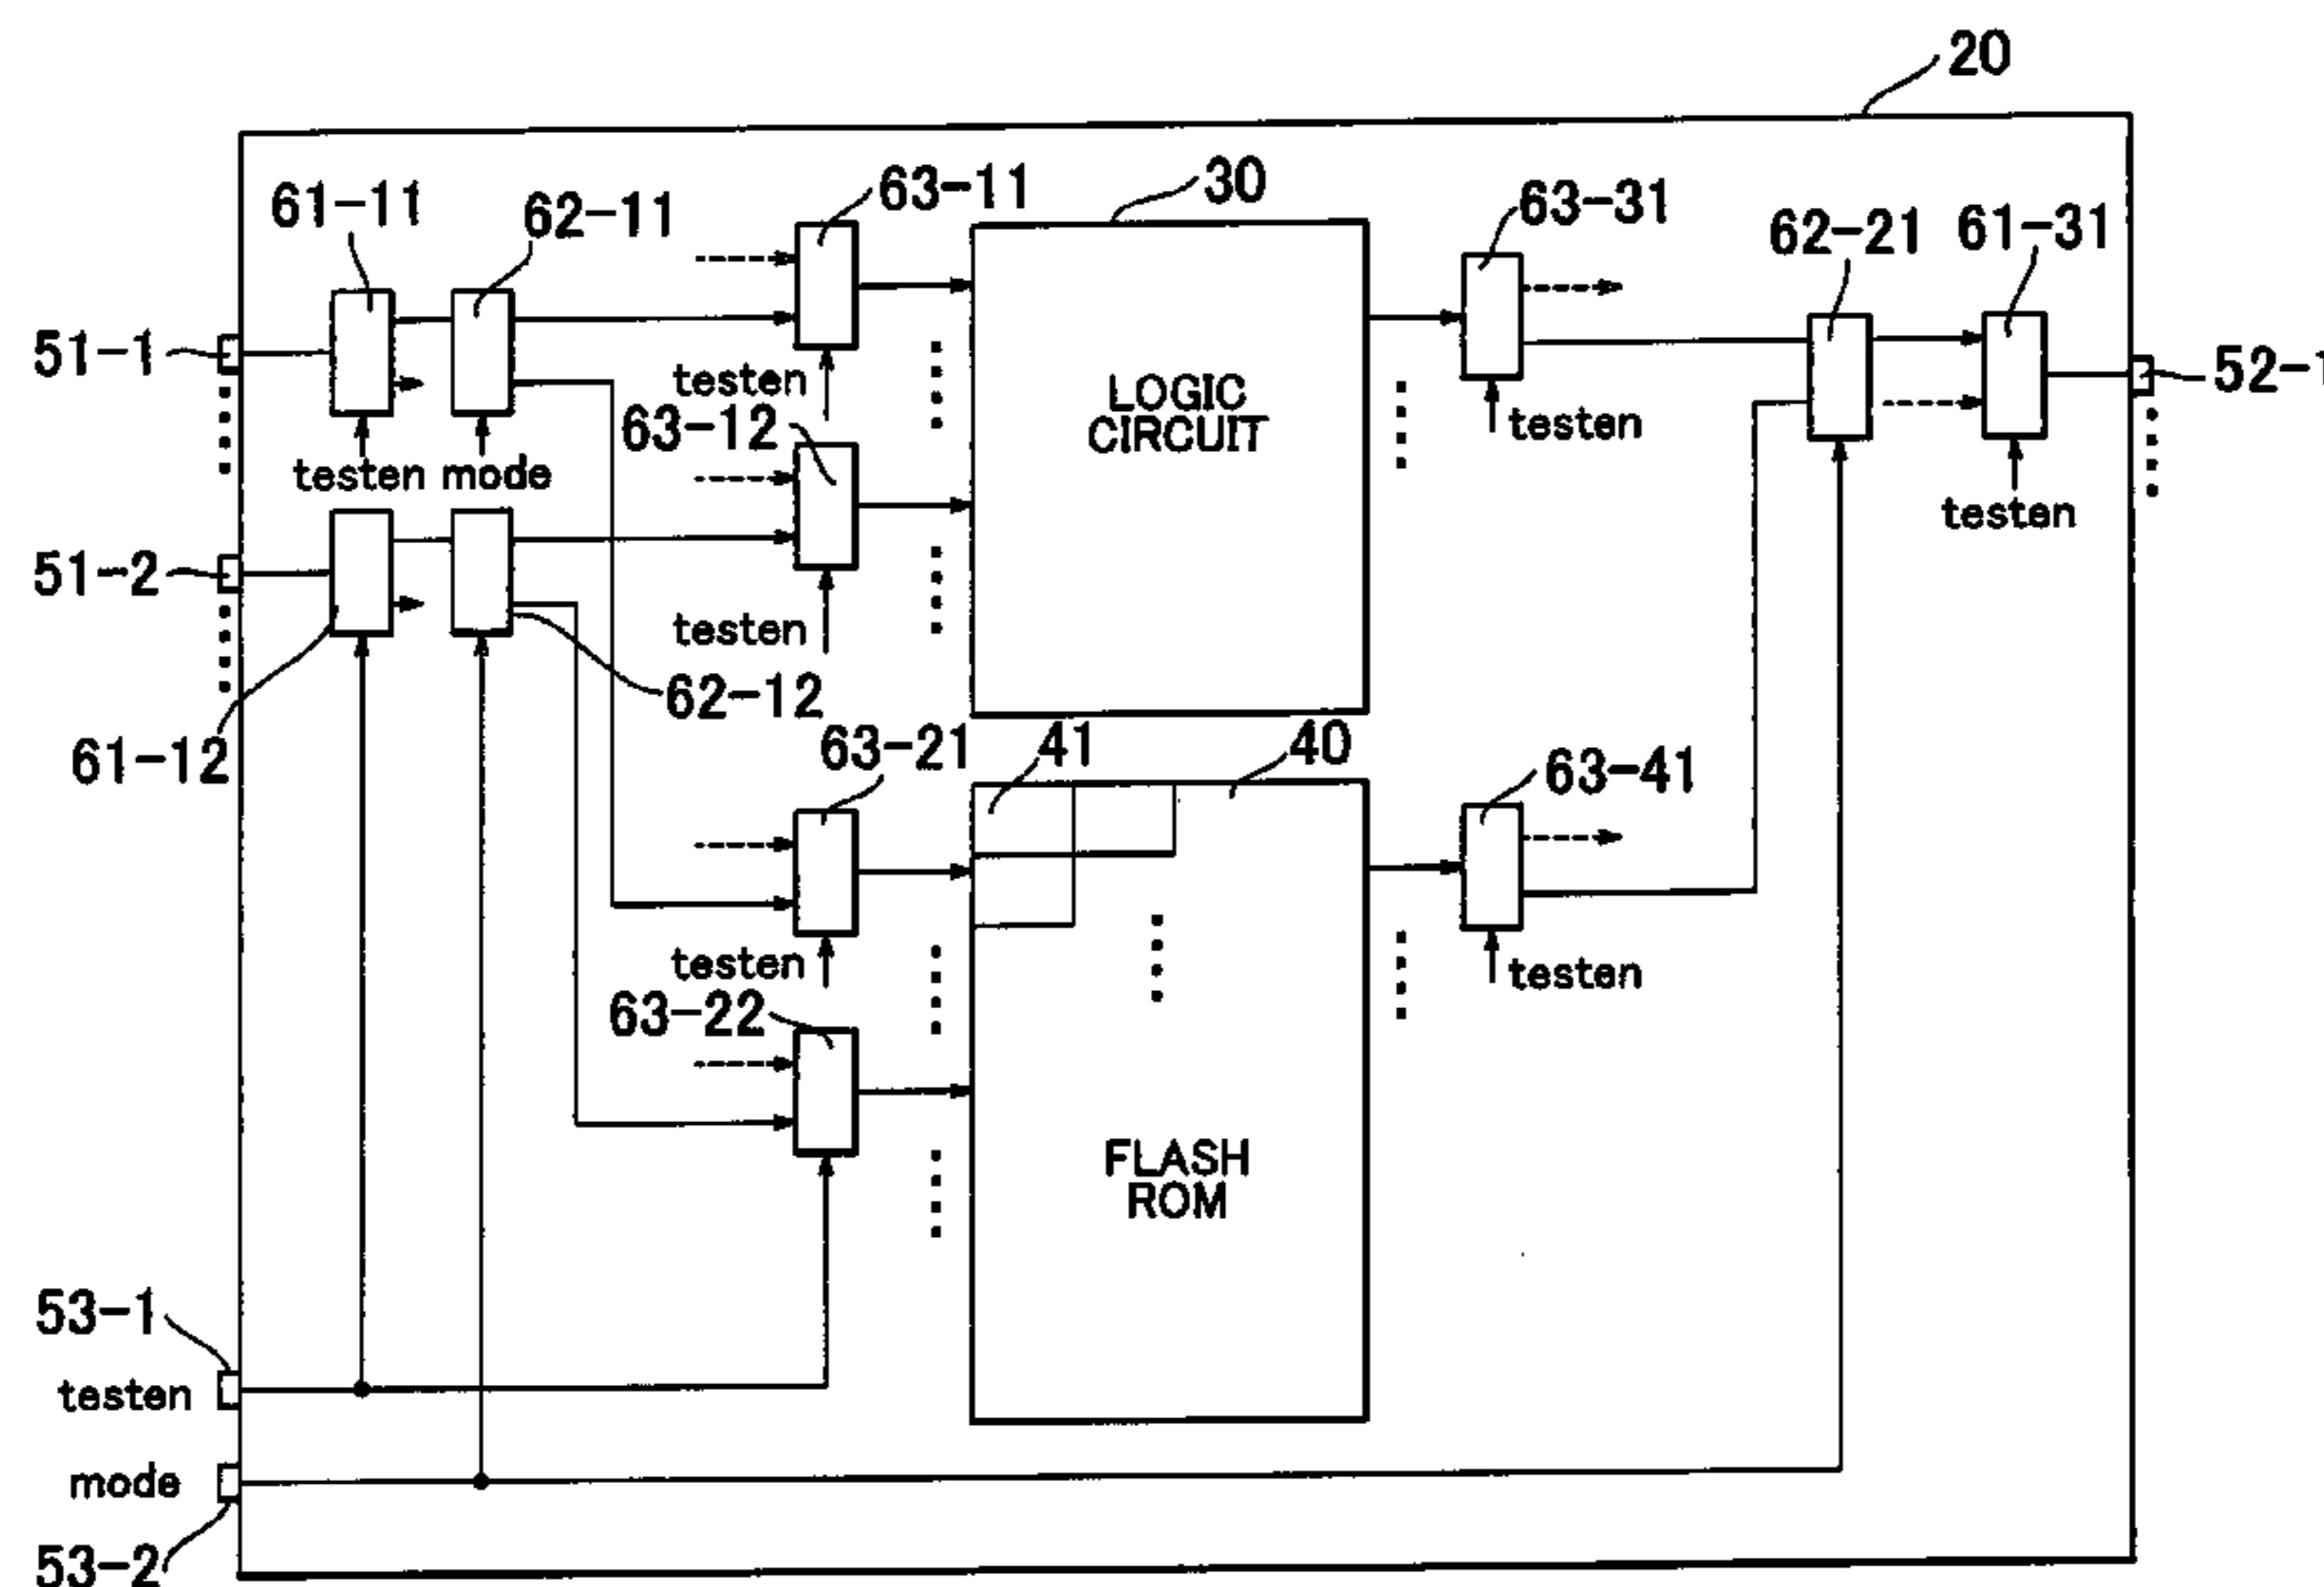 20
61-11
62-11
63-11
30
63-31
62-21
61-31
51-1
testen
63-12
LOGIC
CIRCUIT
testen
52-1
testen mode
testen
51-2
testen
62-12
61-12
63-21
41
40
63-41
testen
testen
63-22
FLASH
ROM
53-1
testen
mode
53-2